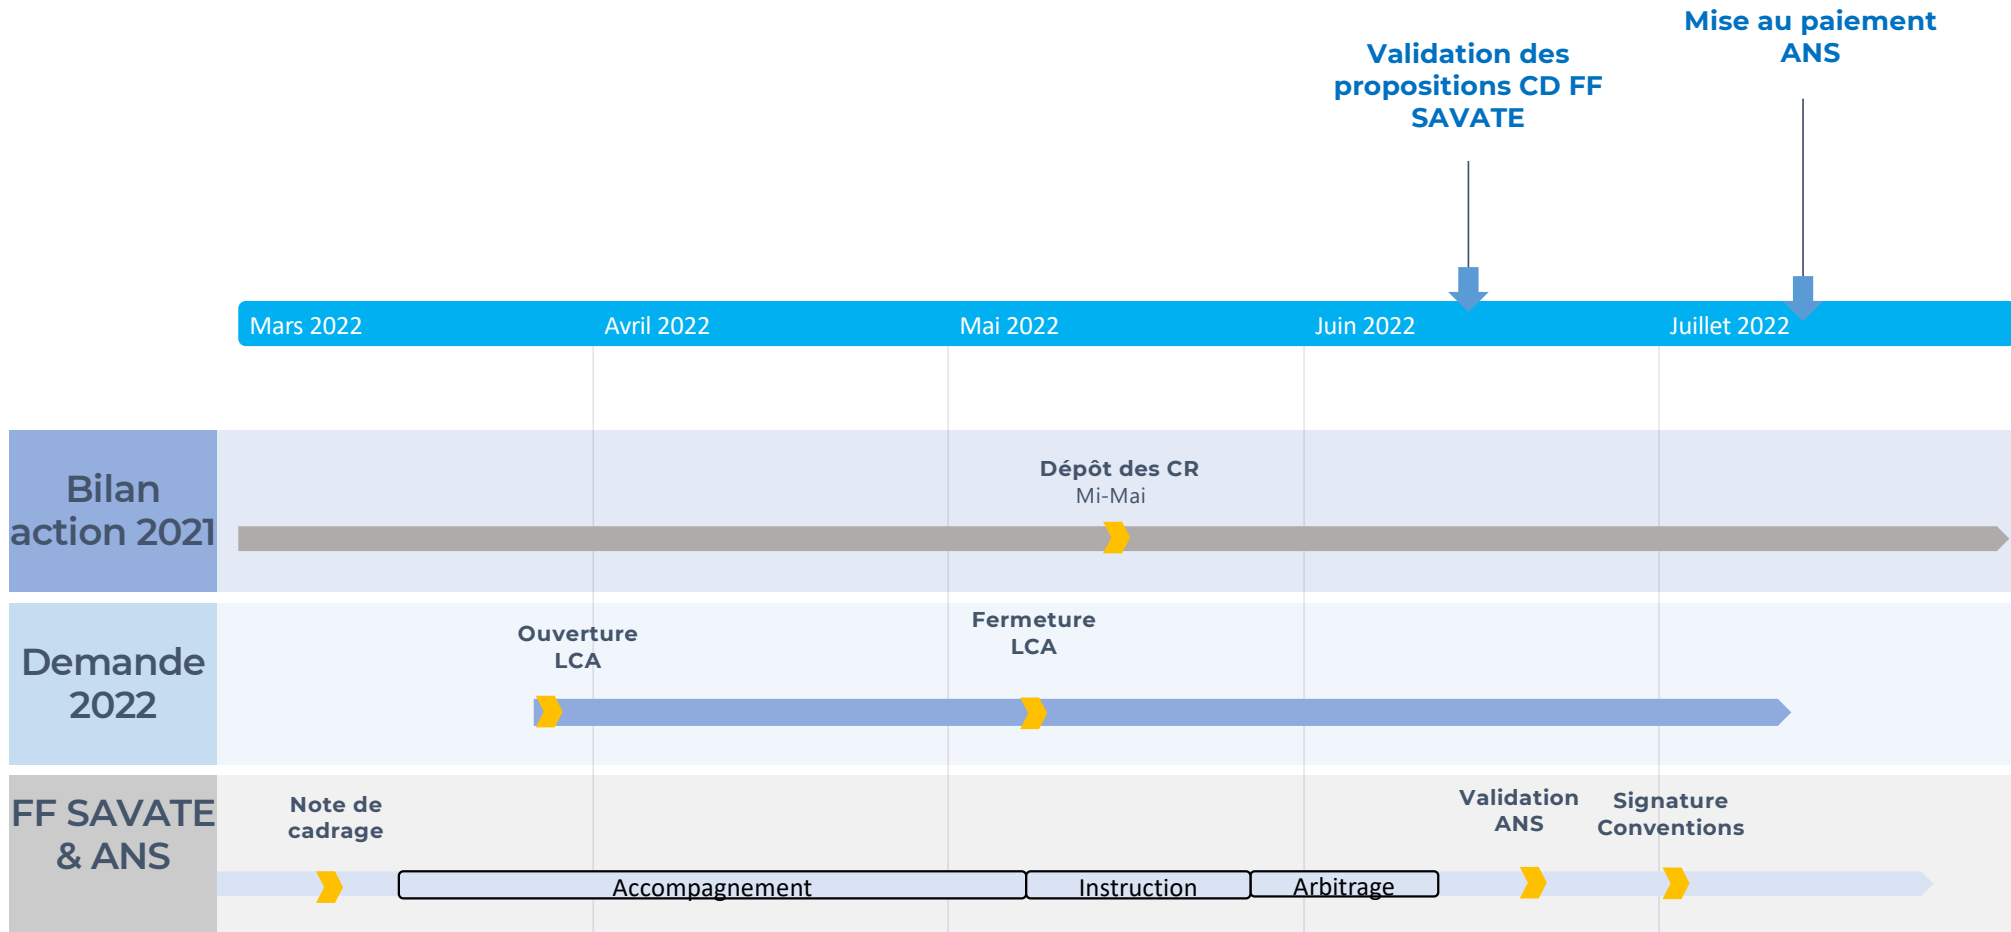 Mise au paiement
ANS
Validation des
propositions CD FF
SAVATE
Mars 2022
Avril 2022
Mai 2022
Juin 2022
Juillet 2022
Bilan
action 2021
Dépôt des CR
Mi-Mai
Demande
2022
Ouverture
LCA
Fermeture
LCA
FF SAVATE
& ANS
Note de
cadrage
Validation
ANS
Signature
Conventions
Accompagnement
Instruction
Arbitrage